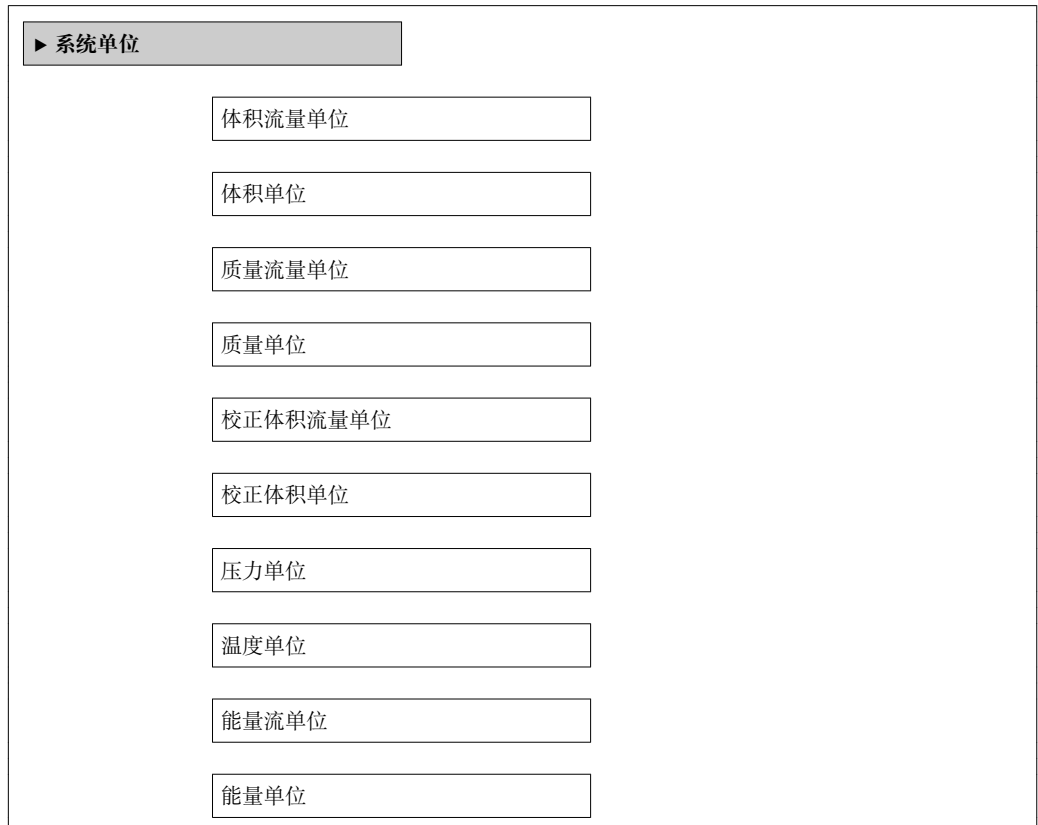 ▶ 系统单位
体积流量单位
体积单位
质量流量单位
质量单位
校正体积流量单位
校正体积单位
压力单位
温度单位
能量流单位
能量单位